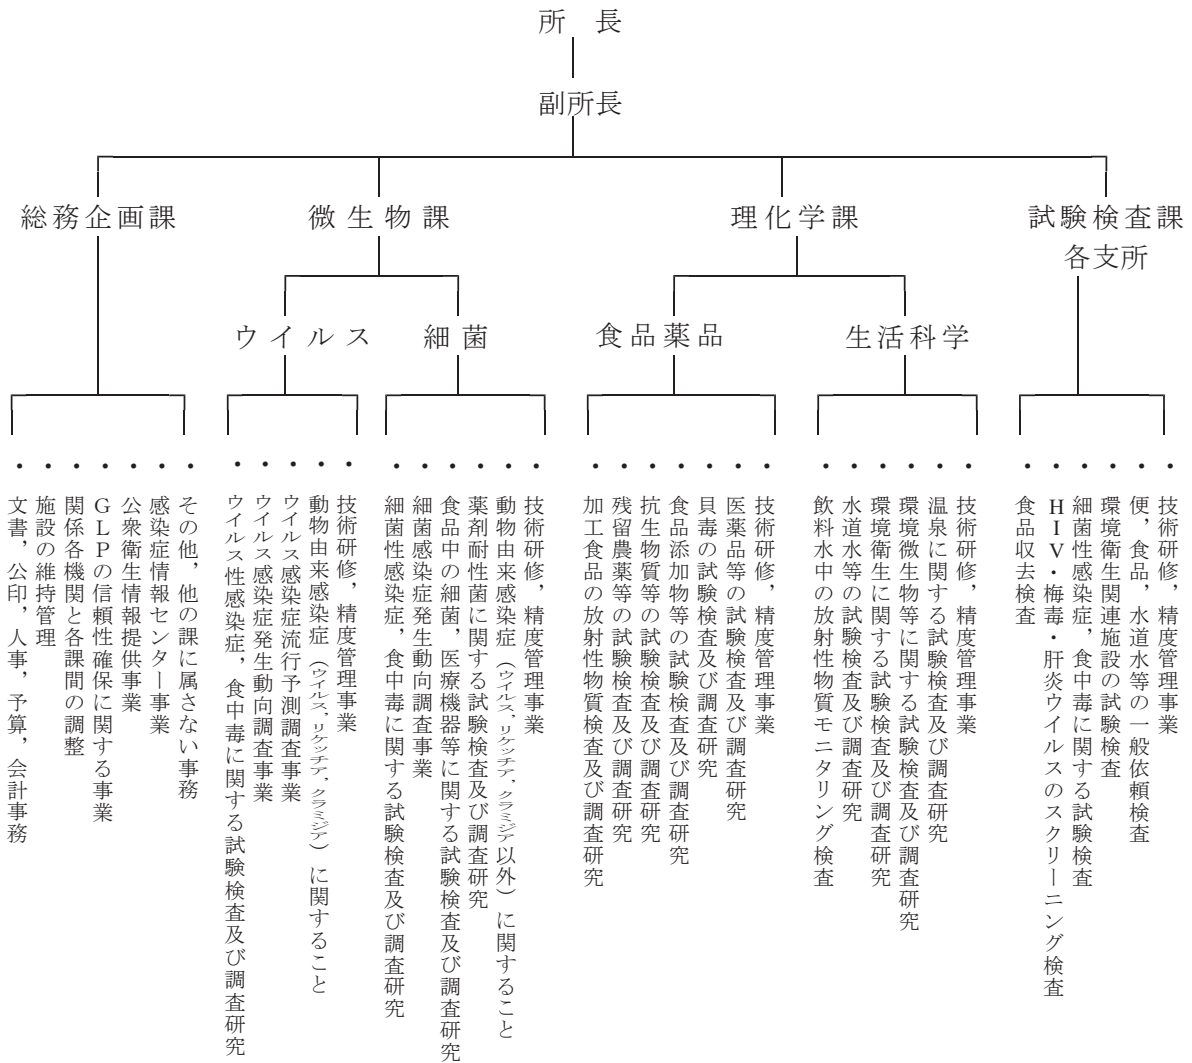 所長
副所長
総務企画課
微生物課
理化学課
試験検査課
各支所
ウイルス
細菌
食品薬品
生活科学
・文書，公印，人事，予算，会計事務
・施設の維持管理
・関係各機関と各課間の調整
・GLPの信頼性確保に関する事業
・公衆衛生情報提供事業
・感染症情報センター事業
・その他，他の課に属さない事務
・ウイルス性感染症，食中毒に関する試験検査及び調査研究
・ウイルス感染症発生動向調査事業
・ウイルス感染症流行予測調査事業
・動物由来感染症（ウイルス，リケッチア，クラミジア）に関すること
・技術研修，精度管理事業
・細菌性感染症，食中毒に関する試験検査及び調査研究
・細菌感染症発生動向調査事業
・食品中の細菌，医療機器等に関する試験検査及び調査研究
・薬剤耐性菌に関する試験検査及び調査研究
・動物由来感染症（ウイルス，リケッチア，クラミジア以外）に関すること
・技術研修，精度管理事業
・加工食品の放射性物質検査及び調査研究
・残留農薬等の試験検査及び調査研究
・抗生物質等の試験検査及び調査研究
・食品添加物等の試験検査及び調査研究
・貝毒の試験検査及び調査研究
・医薬品等の試験検査及び調査研究
・技術研修，精度管理事業
・飲料水中の放射性物質モニタリング検査
・水道水等の試験検査及び調査研究
・環境衛生に関する試験検査及び調査研究
・環境微生物等に関する試験検査及び調査研究
・温泉に関する試験検査及び調査研究
・技術研修，精度管理事業
・食品収去検査
・HIV・梅毒・肝炎ウイルスのスクリーニング検査
・細菌性感染症，食中毒に関する試験検査
・環境衛生関連施設の試験検査
・便，食品，水道水等の一般依頼検査
・技術研修，精度管理事業